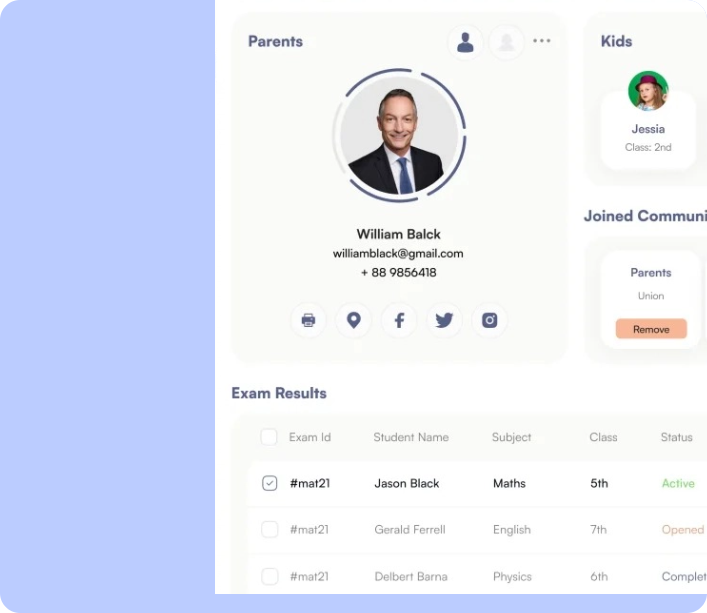 Parents
William Balck
williamblack@gmail.com
+ 88 9856418
Kids
Jessia
Class: 2nd
Joined Communi
Parents
Union
Remove
Exam Results
Exam Id Student Name Subject Class Status
#mat21 Jason Black Maths 5th Active
#mat21 Gerald Ferrell English 7th Opened
#mat21 Delbert Barna Physics 6th Complet